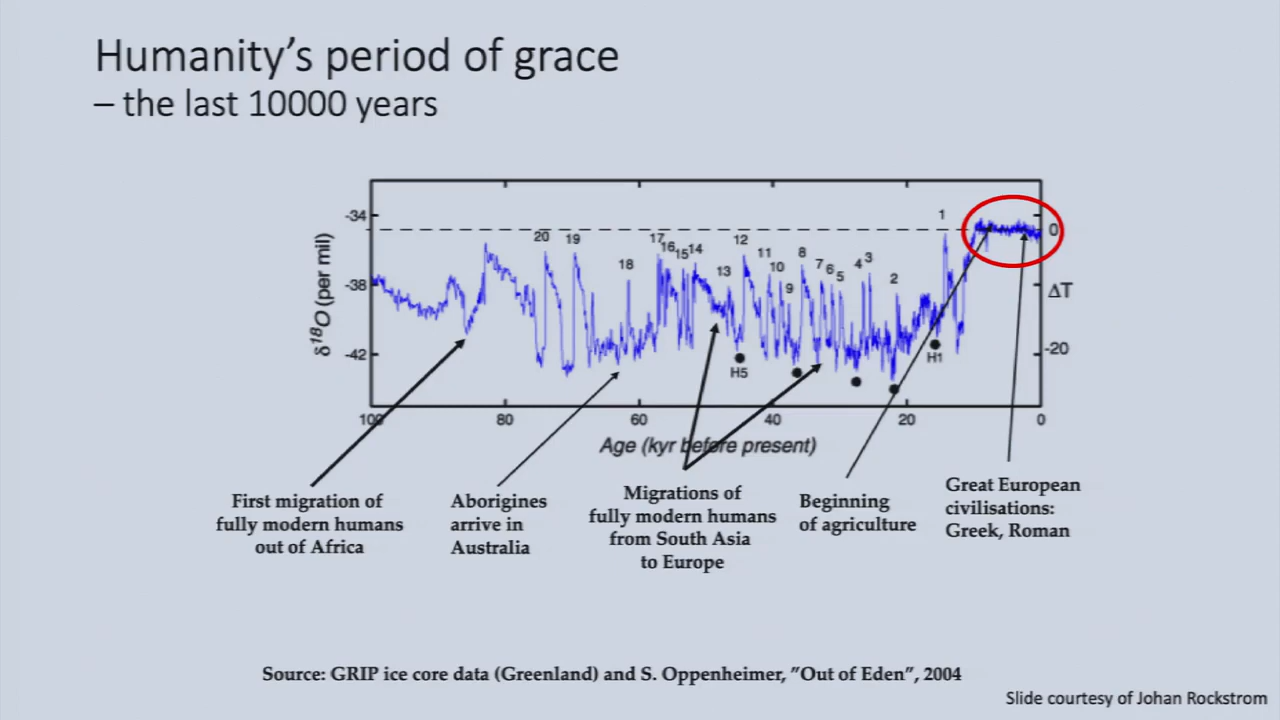 Humanity's period of grace
– the last 10000 years
-34
-38
-42
δ18O (per mil)
20
19
18
17
16
15
14
13
12
11
10
9
8
7
6
5
4
3
2
1
H5
H1
0
ΔT
-20
100
80
60
40
20
0
Age (kyr before present)
First migration of
fully modern humans
out of Africa
Aborigines
arrive in
Australia
Migrations of
fully modern humans
from South Asia
to Europe
Beginning
of agriculture
Great European
civilisations:
Greek, Roman
Source: GRIP ice core data (Greenland) and S. Oppenheimer, ”Out of Eden”, 2004
Slide courtesy of Johan Rockstrom